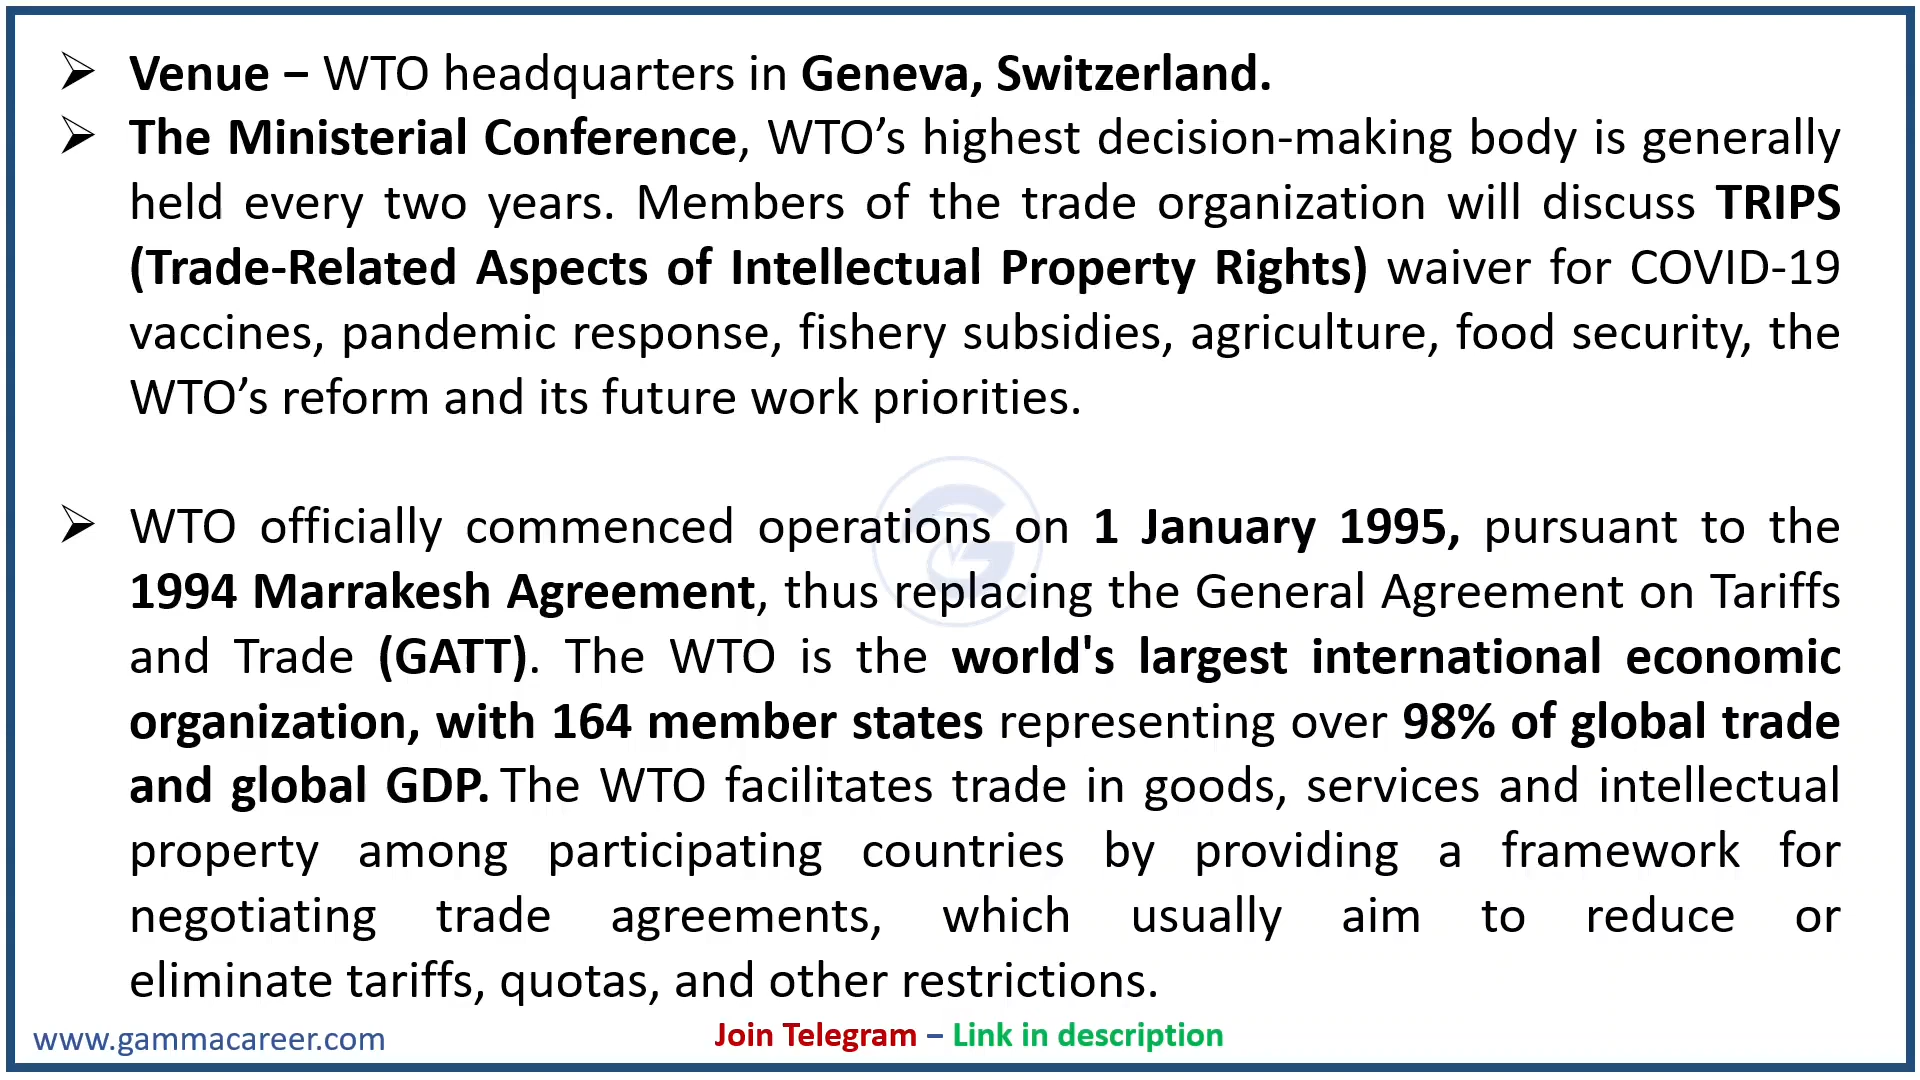 ➢ Venue – WTO headquarters in Geneva, Switzerland.
➢ The Ministerial Conference, WTO’s highest decision-making body is generally
held every two years. Members of the trade organization will discuss TRIPS
(Trade-Related Aspects of Intellectual Property Rights) waiver for COVID-19
vaccines, pandemic response, fishery subsidies, agriculture, food security, the
WTO’s reform and its future work priorities.
➢ WTO officially commenced operations on 1 January 1995, pursuant to the
1994 Marrakesh Agreement, thus replacing the General Agreement on Tariffs
and Trade (GATT). The WTO is the world's largest international economic
organization, with 164 member states representing over 98% of global trade
and global GDP. The WTO facilitates trade in goods, services and intellectual
property among participating countries by providing a framework for
negotiating trade agreements, which usually aim to reduce or
eliminate tariffs, quotas, and other restrictions.
www.gammacareer.com
Join Telegram – Link in description